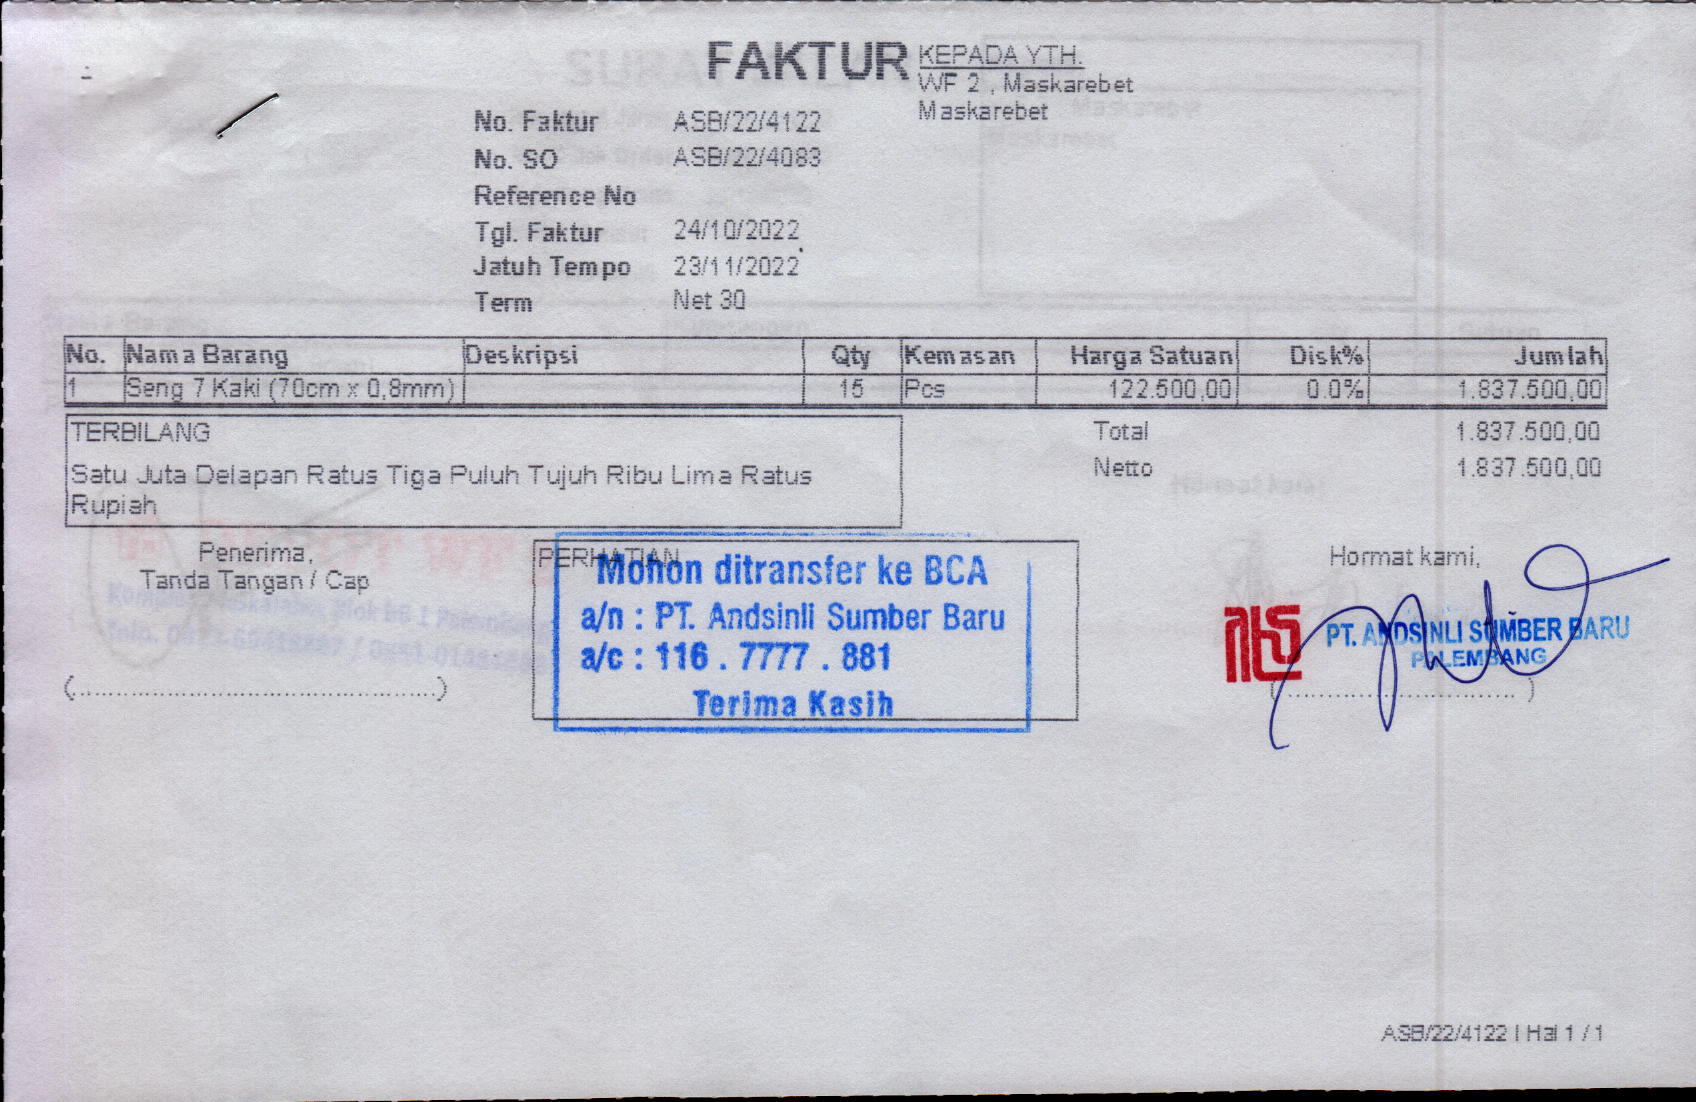 FAKTUR
KEPADA YTH.
WF 2 , Maskarebet
Maskarebet
No. Faktur ASB/22/4122
No. SO ASB/22/4083
Reference No
Tgl. Faktur 24/10/2022
Jatuh Tempo 23/11/2022
Term Net 30
No. Nama Barang Deskripsi Qty Kemasan Harga Satuan Disk% Jumlah
1 Seng 7 Kaki (70cm x 0,8mm) 15 Pcs 122.500,00 0.0% 1.837.500,00
TERBILANG
Satu Juta Delapan Ratus Tiga Puluh Tujuh Ribu Lima Ratus
Rupiah
Total 1.837.500,00
Netto 1.837.500,00
Penerima,
Tanda Tangan / Cap
(....................................)
PERHATIAN
Mohon ditransfer ke BCA
a/n : PT. Andsinli Sumber Baru
a/c : 116 . 7777 . 881
Terima Kasih
Hormat kami,
PT. ANDSINLI SUMBER BARU
PALEMBANG
(..............................)
ASB/22/4122 | Hal 1 / 1